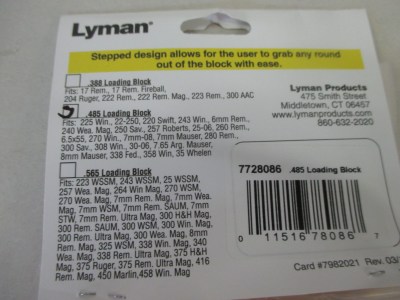 Lyman®
Stepped design allows for the user to grab any round
out of the block with ease.
.388 Loading Block
Fits: 17 Rem., 17 Rem. Fireball,
204 Ruger, 222 Rem., 222 Rem. Mag., 223 Rem., 300 AAC
.485 Loading Block
Fits: 225 Win., 22-250, 220 Swift, 243 Win., 6mm Rem.,
240 Wea. Mag, 250 Sav., 257 Roberts, 25-06, 260 Rem.,
6.5x55, 270 Win., 7mm-08, 7mm Mauser, 280 Rem.,
300 Sav., 308 Win., 30-06, 7.65 Arg. Mauser,
8mm Mauser, 338 Fed., 358 Win, 35 Whelen
.565 Loading Block
Fits: 223 WSSM, 243 WSSM, 25 WSSM,
257 Wea. Mag, 264 Win Mag, 270 WSM,
270 Wea. Mag, 7mm Rem. Mag, 7mm Wea
Mag, 7mm WSM, 7mm Rem. SAUM, 7mm
STW, 7mm Rem. Ultra Mag, 300 H&H Mag,
300 WSM, 300 Rem. SAUM, 300 Win
Mag, 300 Rem. Ultra Mag, 300 Wea. Mag, 8mm
Rem. Mag, 325 WSM, 338 Win. Mag, 340
Wea. Mag, 338 Rem. Ultra Mag, 375 H&H
Mag, 375 Ruger, 375 Rem. Ultra Mag, 416
Rem. Mag, 450 Marlin, 458 Win. Mag
Lyman Products
475 Smith Street
Middletown, CT 06457
www.lymanproducts.com
860-632-2020
7728086 .485 Loading Block
0 11516 78086 7
Card #7982021 Rev. 03/